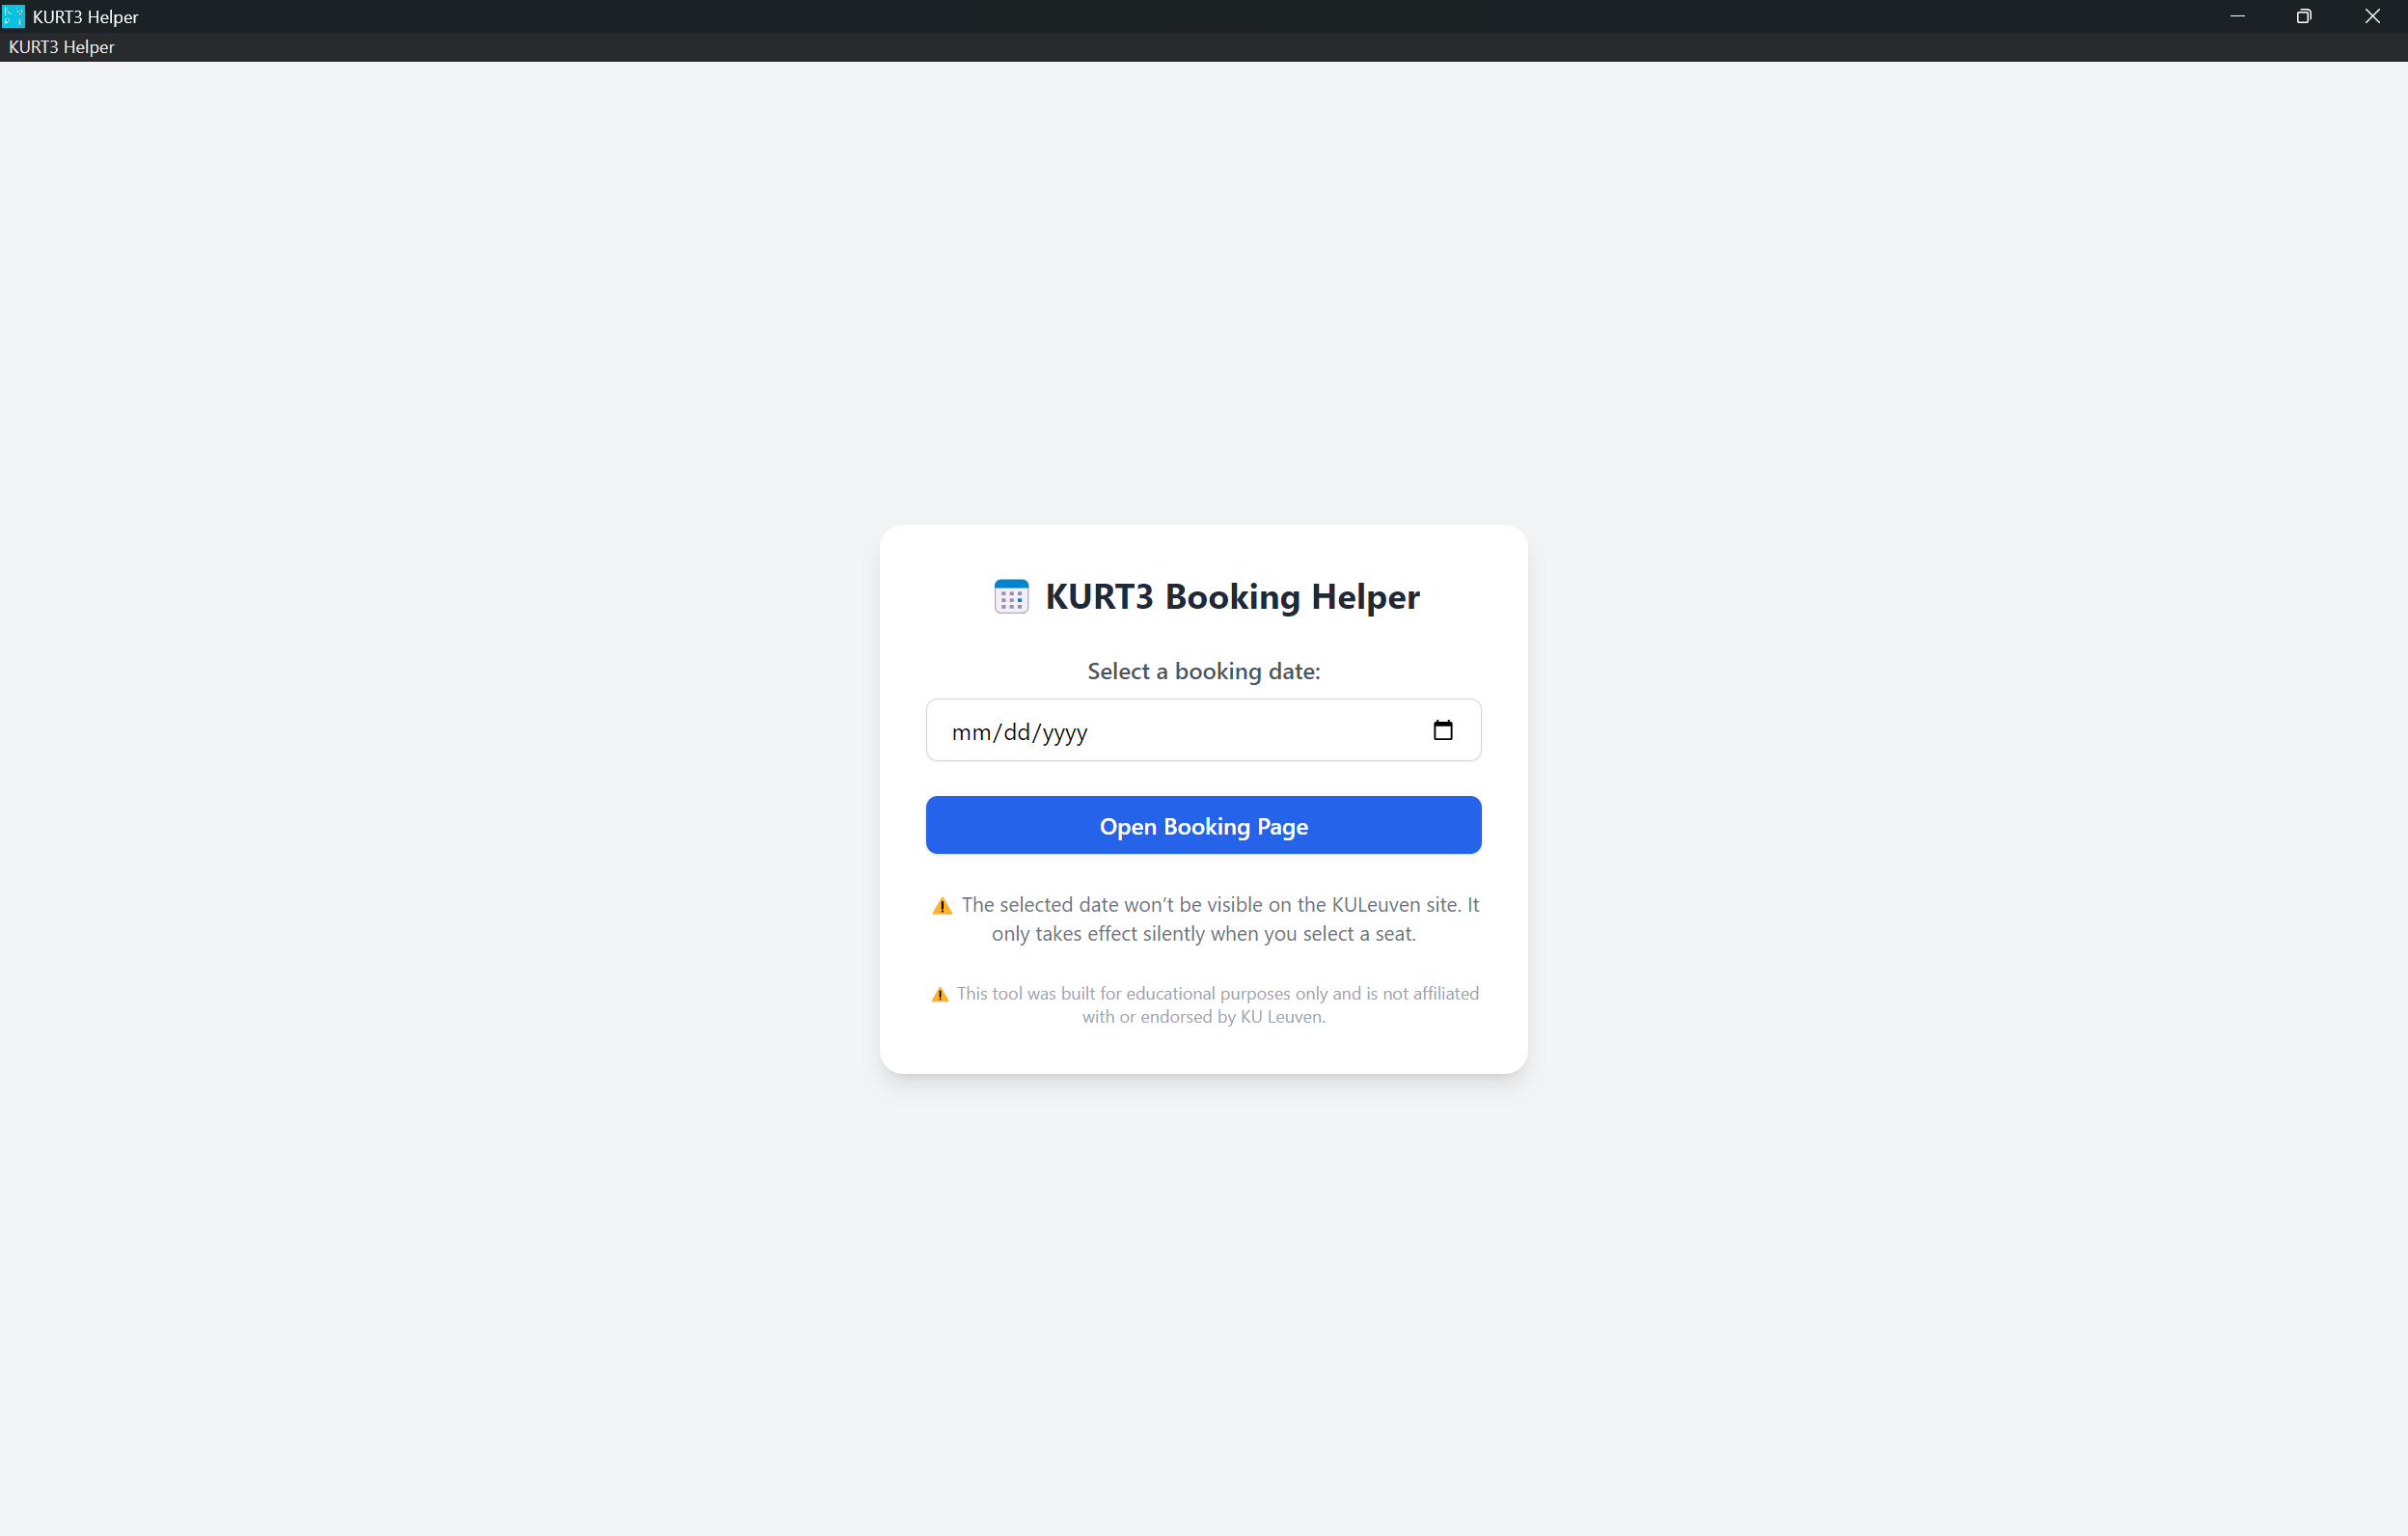 KURT3 Helper
KURT3 Helper
KURT3 Booking Helper
Select a booking date:
mm/dd/yyyy
Open Booking Page
⚠️ The selected date won't be visible on the KULeuven site. It
only takes effect silently when you select a seat.
⚠️ This tool was built for educational purposes only and is not affiliated
with or endorsed by KU Leuven.